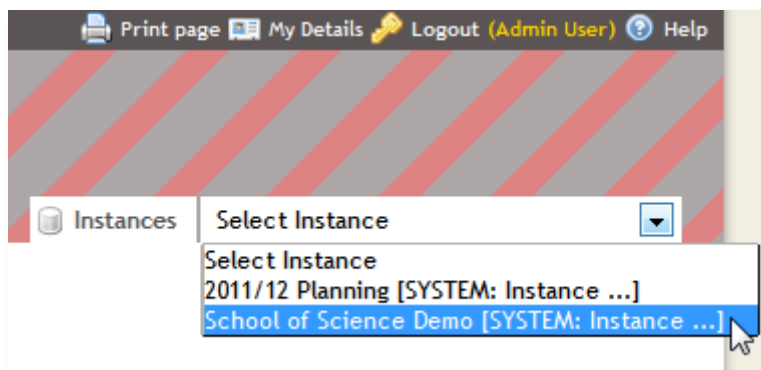 Print page My Details Logout (Admin User) Help
Instances Select Instance
Select Instance
2011/12 Planning [SYSTEM: Instance ...]
School of Science Demo [SYSTEM: Instance ...]